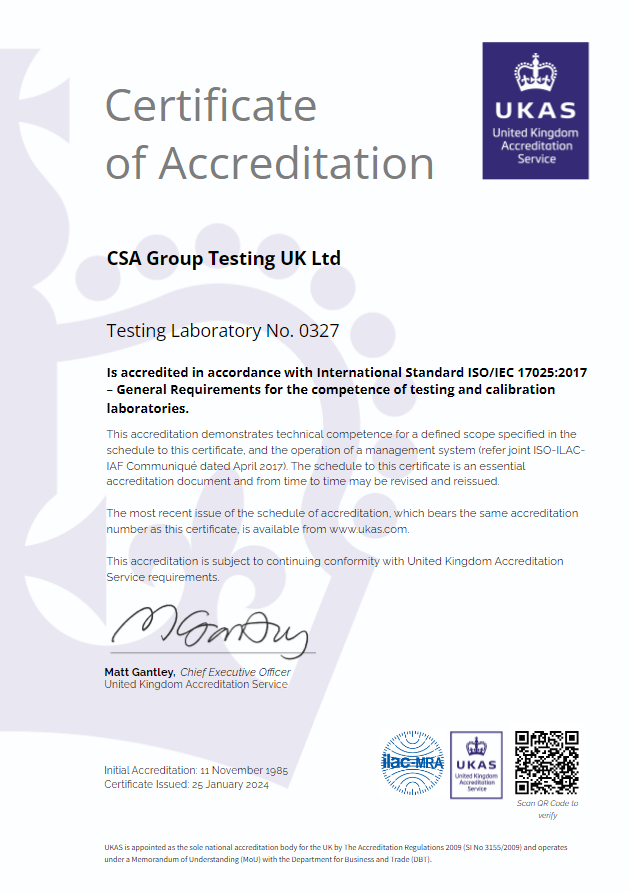 Certificate
of Accreditation
UKAS
United Kingdom
Accreditation
Service
CSA Group Testing UK Ltd
Testing Laboratory No. 0327
Is accredited in accordance with International Standard ISO/IEC 17025:2017
– General Requirements for the competence of testing and calibration
laboratories.
This accreditation demonstrates technical competence for a defined scope specified in the
schedule to this certificate, and the operation of a management system (refer joint ISO-ILAC-
IAF Communiqué dated April 2017). The schedule to this certificate is an essential
accreditation document and from time to time may be revised and reissued.
The most recent issue of the schedule of accreditation, which bears the same accreditation
number as this certificate, is available from www.ukas.com.
This accreditation is subject to continuing conformity with United Kingdom Accreditation
Service requirements.
M Gantley
Matt Gantley, Chief Executive Officer
United Kingdom Accreditation Service
Initial Accreditation: 11 November 1985
Certificate Issued: 25 January 2024
ilac-MRA
UKAS
United Kingdom
Accreditation
Service
Scan QR Code to
verify
UKAS is appointed as the sole national accreditation body for the UK by The Accreditation Regulations 2009 (SI No 3155/2009) and operates
under a Memorandum of Understanding (MoU) with the Department for Business and Trade (DBT).